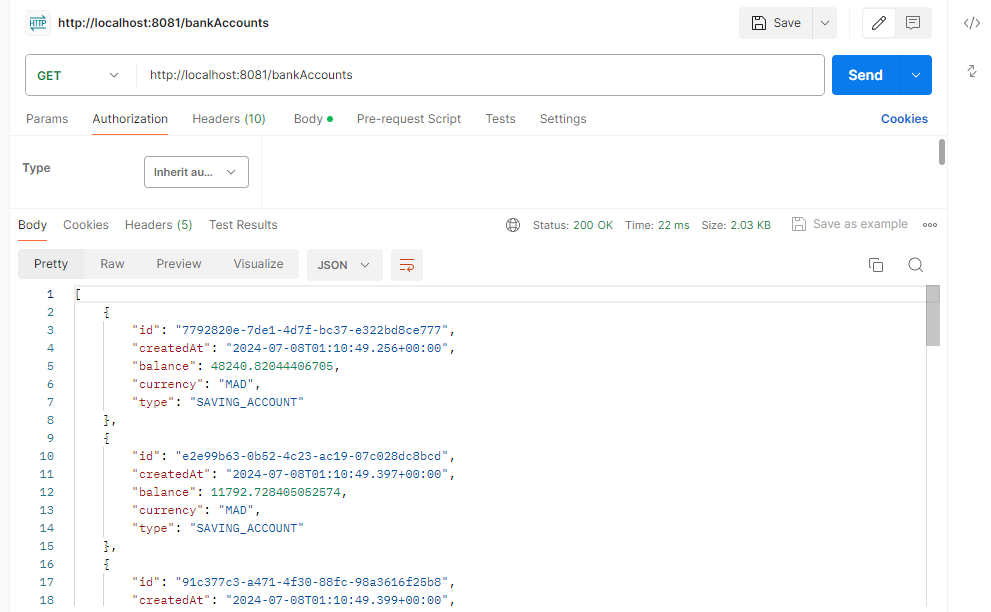 HTTP http://localhost:8081/bankAccounts Save
GET http://localhost:8081/bankAccounts Send
Params Authorization Headers (10) Body Pre-request Script Tests Settings Cookies
Type Inherit au...
Body Cookies Headers (5) Test Results Status: 200 OK Time: 22 ms Size: 2.03 KB Save as example
Pretty Raw Preview Visualize JSON
1 [
2 {
3 "id": "7792820e-7de1-4d7f-bc37-e322bd8ce777",
4 "createdAt": "2024-07-08T01:10:49.256+00:00",
5 "balance": 48240.82044406705,
6 "currency": "MAD",
7 "type": "SAVING_ACCOUNT"
8 },
9 {
10 "id": "e2e99b63-0b52-4c23-ac19-07c028dc8bcd",
11 "createdAt": "2024-07-08T01:10:49.397+00:00",
12 "balance": 11792.728405052574,
13 "currency": "MAD",
14 "type": "SAVING_ACCOUNT"
15 },
16 {
17 "id": "91c377c3-a471-4f30-88fc-98a3616f25b8",
18 "createdAt": "2024-07-08T01:10:49.399+00:00",